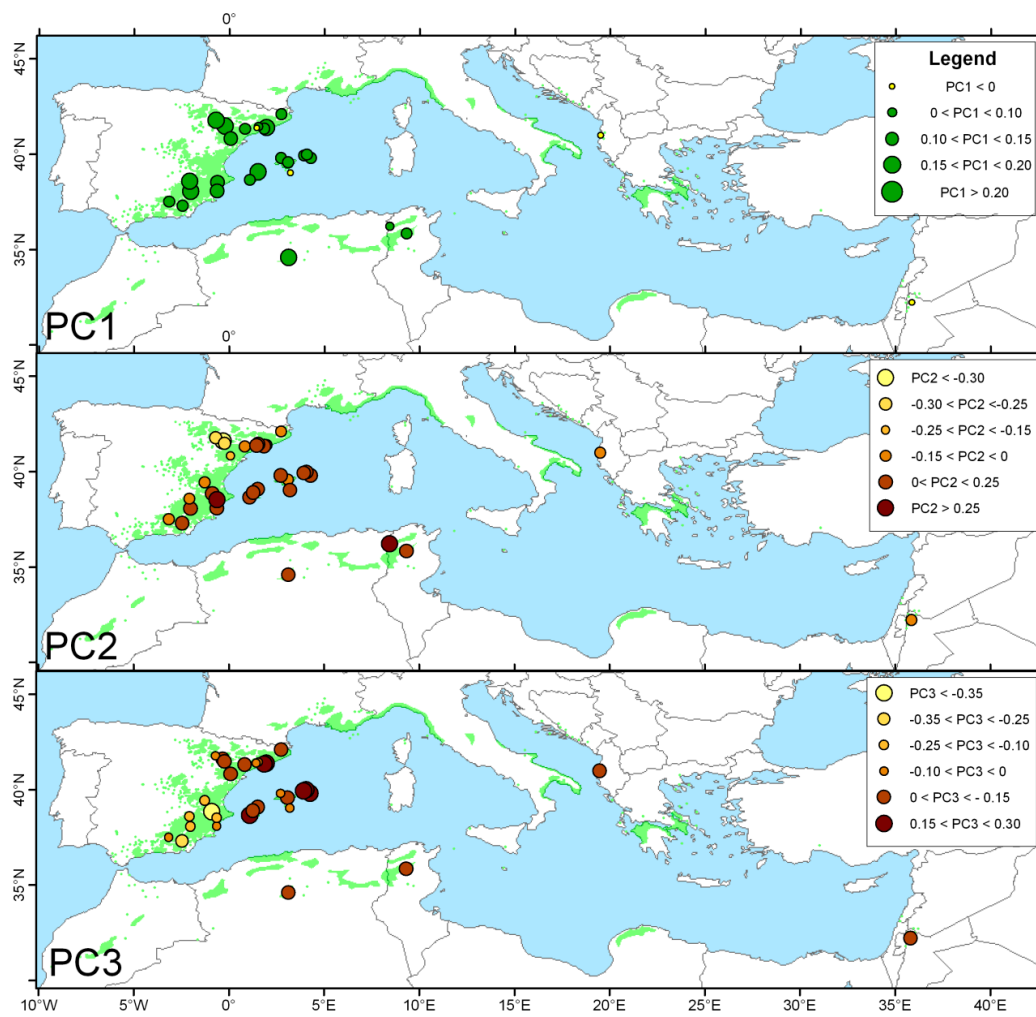 0°
45°N
40°N
35°N
PC1
Legend
PC1 < 0
0 < PC1 < 0.10
0.10 < PC1 < 0.15
0.15 < PC1 < 0.20
PC1 > 0.20
0°
45°N
40°N
35°N
PC2
PC2 < -0.30
-0.30 < PC2 <-0.25
-0.25 < PC2 < -0.15
-0.15 < PC2 < 0
0< PC2 < 0.25
PC2 > 0.25
45°N
40°N
35°N
PC3
PC3 < -0.35
-0.35 < PC3 < -0.25
-0.25 < PC3 < -0.10
-0.10 < PC3 < 0
0 < PC3 < - 0.15
0.15 < PC3 < 0.30
10°W 5°W 0° 5°E 10°E 15°E 20°E 25°E 30°E 35°E 40°E